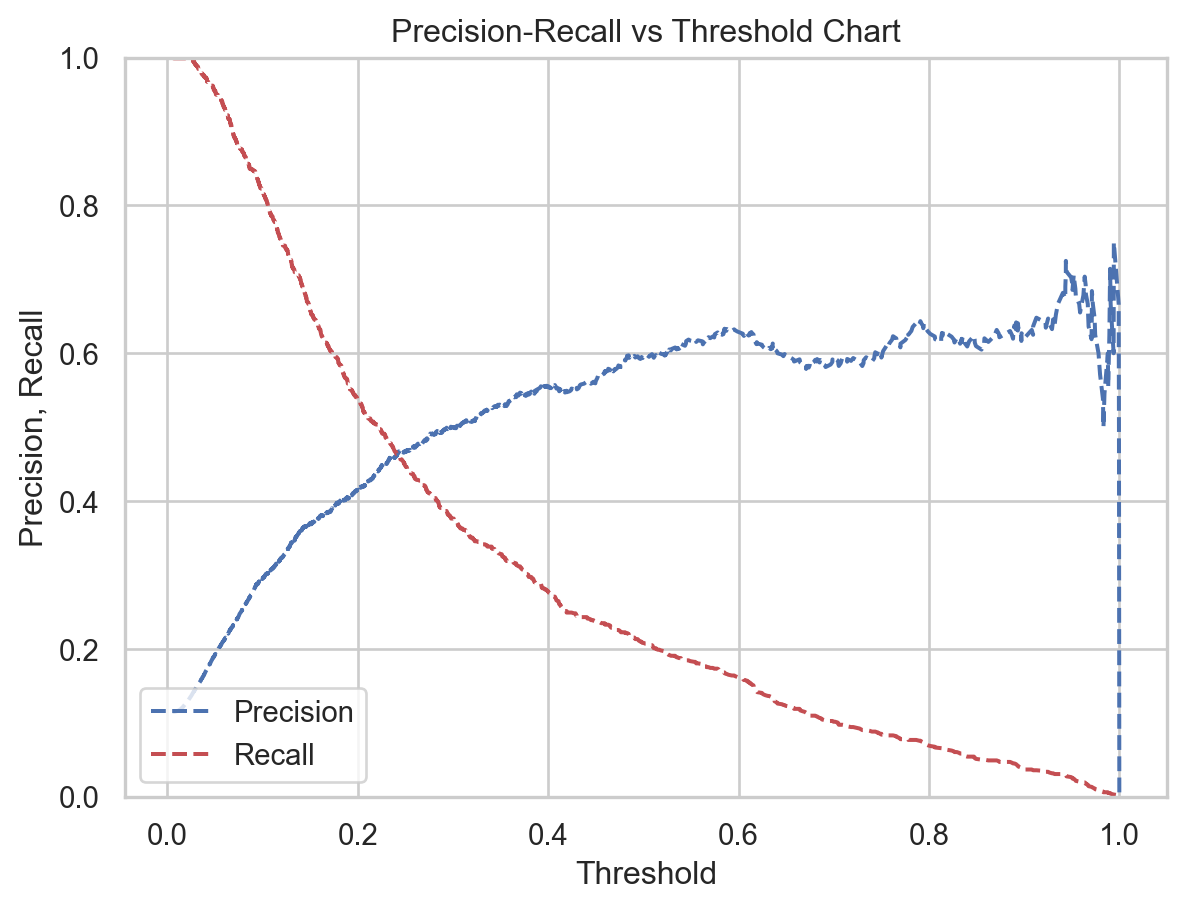 Precision-Recall vs Threshold Chart
1.0
0.8
0.6
0.4
0.2
0.0
Precision, Recall
Precision
Recall
0.0 0.2 0.4 0.6 0.8 1.0
Threshold